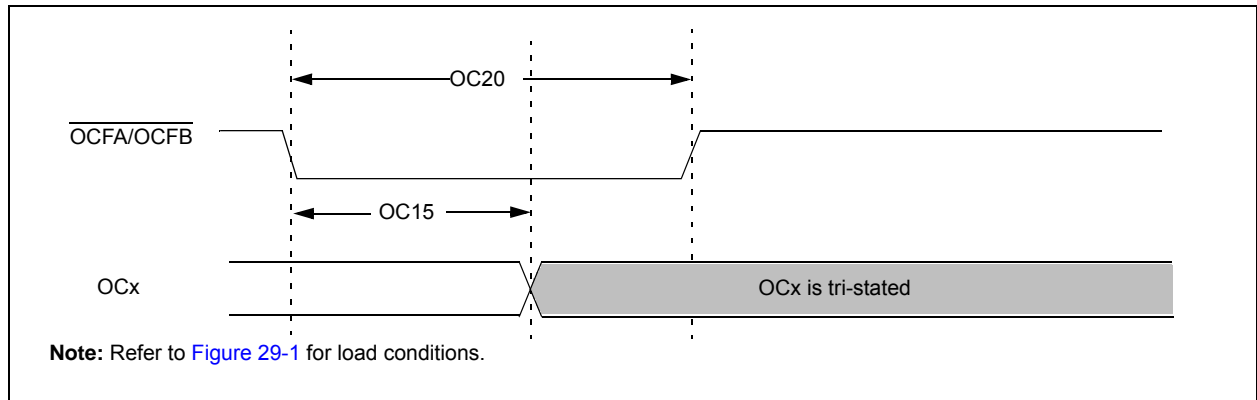 OC20
OCFA/OCFB
OC15
OCx
OCx is tri-stated
Note: Refer to Figure 29-1 for load conditions.